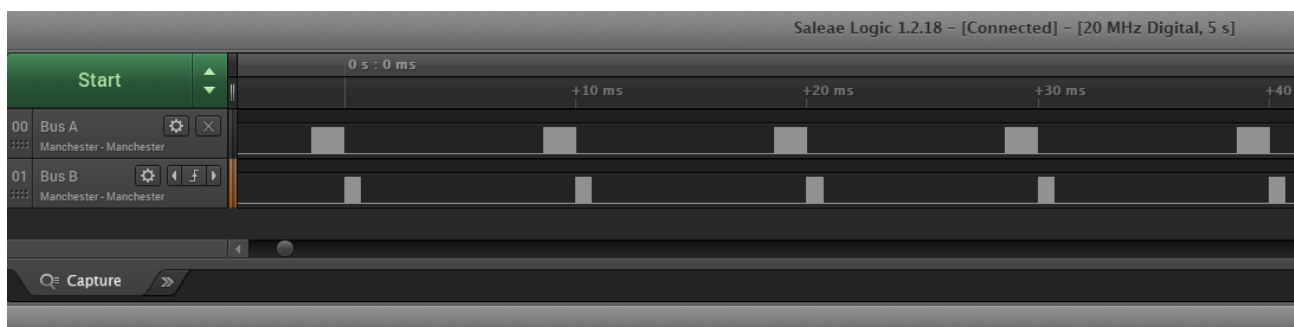 Saleae Logic 1.2.18 – [Connected] – [20 MHz Digital, 5 s]
Start
0 s : 0 ms
+10 ms +20 ms +30 ms +40
00 Bus A
Manchester - Manchester
01 Bus B
Manchester - Manchester
Capture